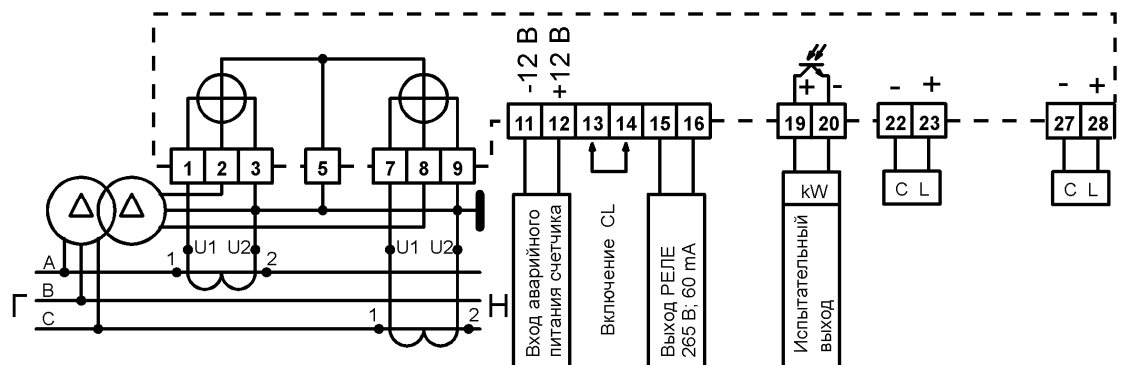 -12 В
+12 В
+ -
- +
- +
1 2 3
5
7 8 9
11 12 13 14 15 16
19 20
22 23
27 28
kW
C L
C L
U1 U2
U1 U2
A
1
2
B
C
1
2
Г
Н
Вход аварийного
питания счетчика
Включение CL
Выход РЕЛЕ
265 В; 60 mA
Испытательный
выход